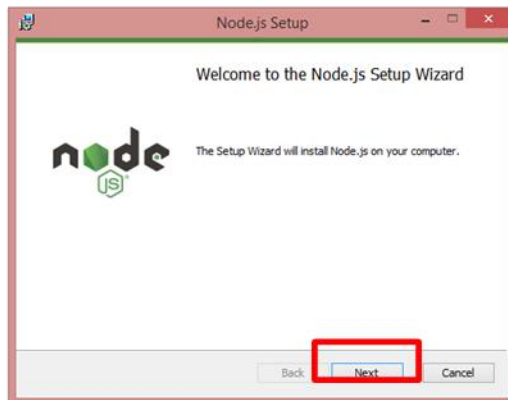 Node.js Setup
Welcome to the Node.js Setup Wizard
node
JS
The Setup Wizard will install Node.js on your computer.
Back Next Cancel